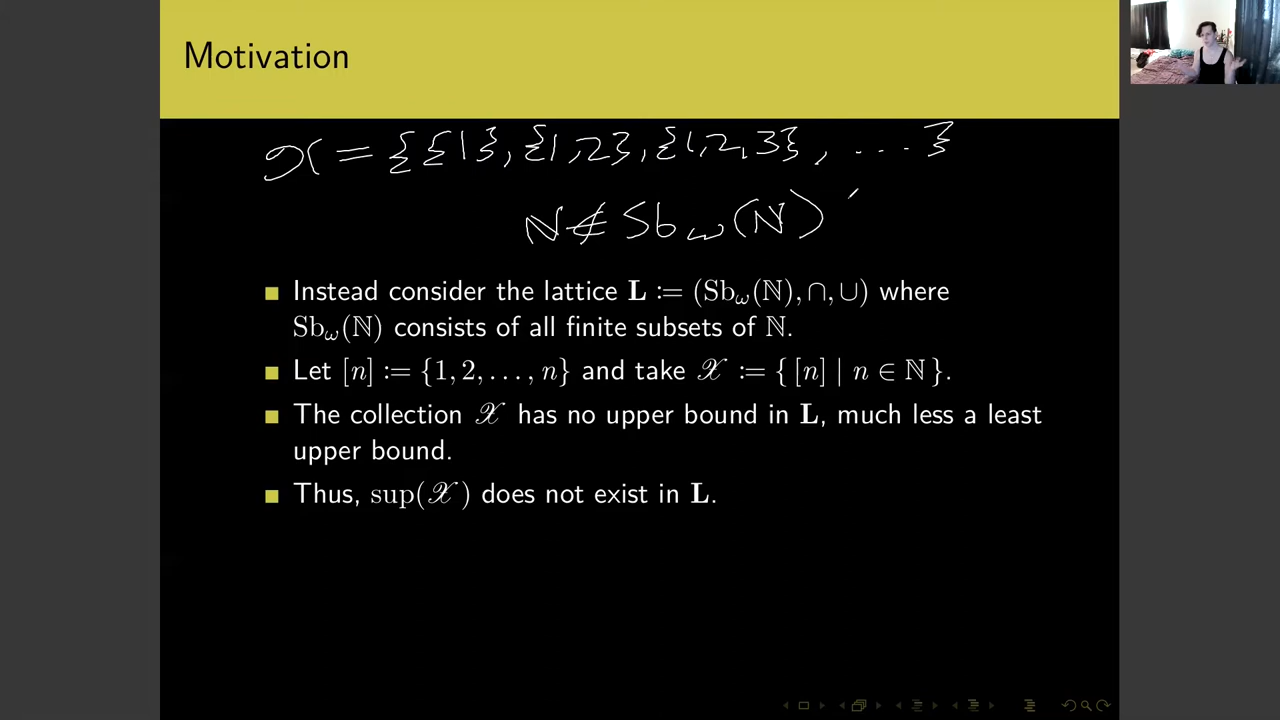 Motivation
𝒳 = {{1}, {1,2}, {1,2,3}, ...}
ℕ ∉ Sb_ω(ℕ)
Instead consider the lattice 𝐋 ≔ (Sb_ω(ℕ), ∩, ∪) where
Sb_ω(ℕ) consists of all finite subsets of ℕ.
Let [n] ≔ {1, 2, …, n} and take 𝒳 ≔ { [n] | n ∈ ℕ }.
The collection 𝒳 has no upper bound in 𝐋, much less a least
upper bound.
Thus, sup(𝒳) does not exist in 𝐋.